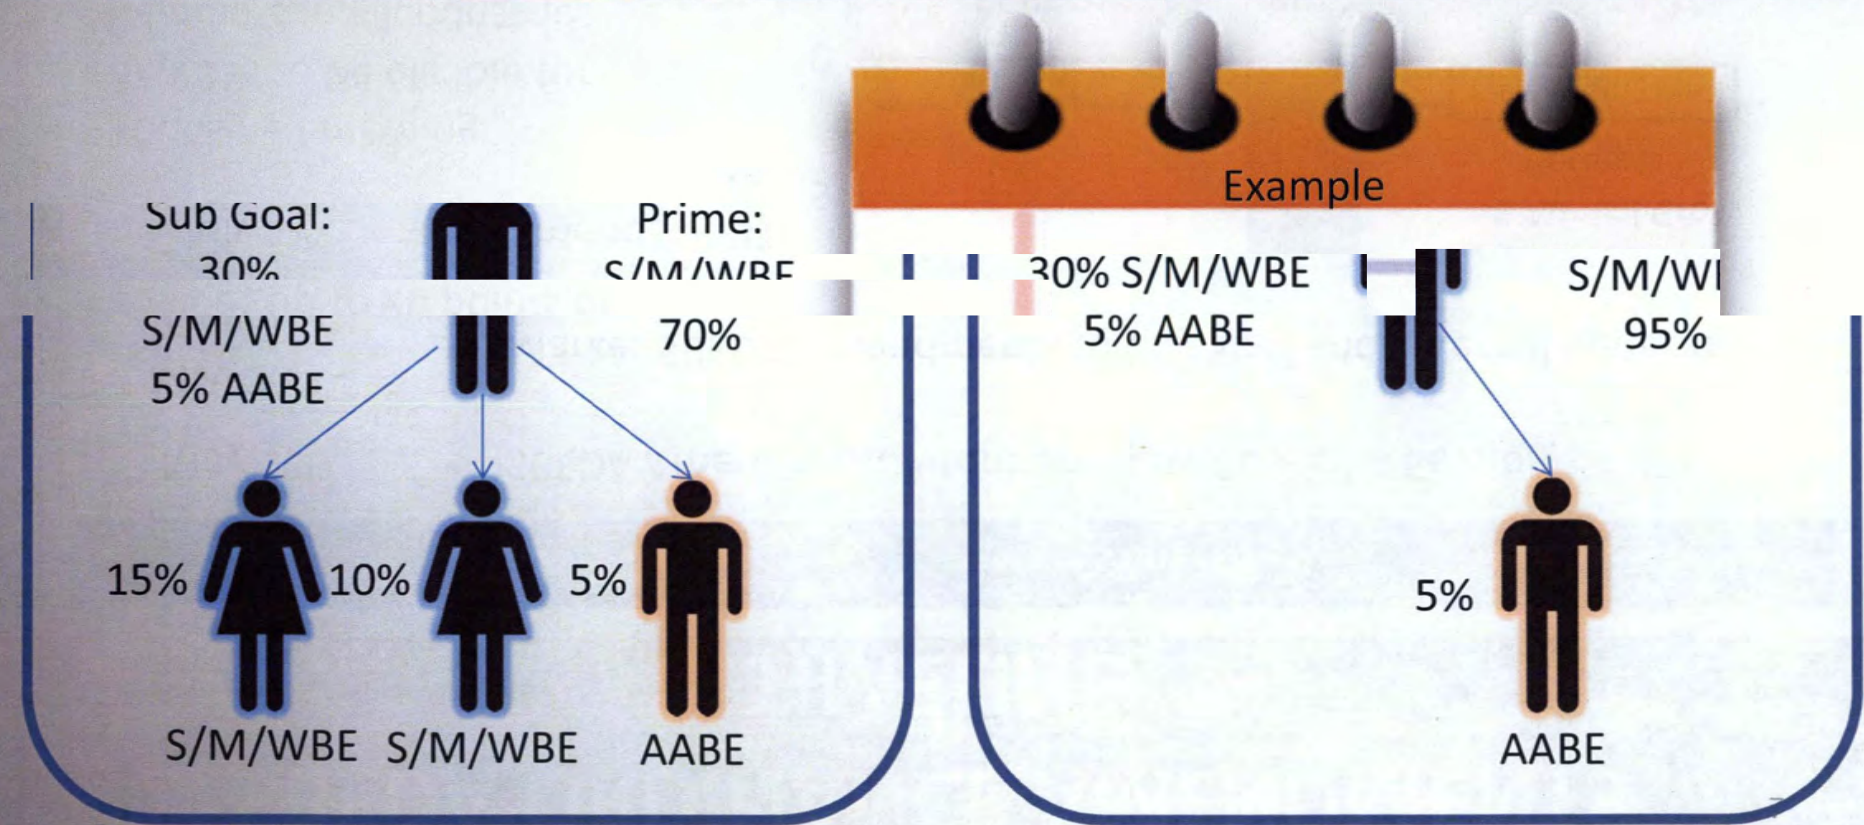 Example
Sub Goal:
30%
S/M/WBE
5% AABE
Prime:
S/M/WBE
70%
15%
10%
5%
S/M/WBE
S/M/WBE
AABE
30% S/M/WBE
5% AABE
95%
5%
AABE